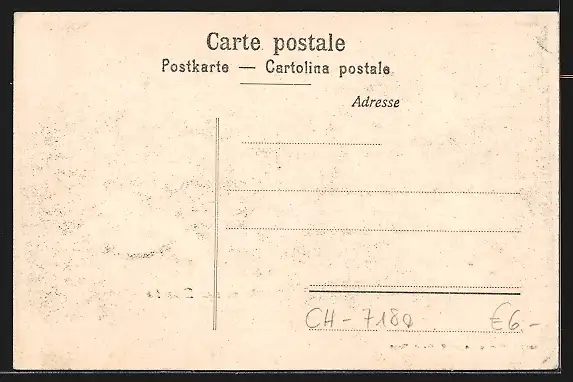 Carte postale
Postkarte — Cartolina postale
Adresse
CH - 7180
€6.-